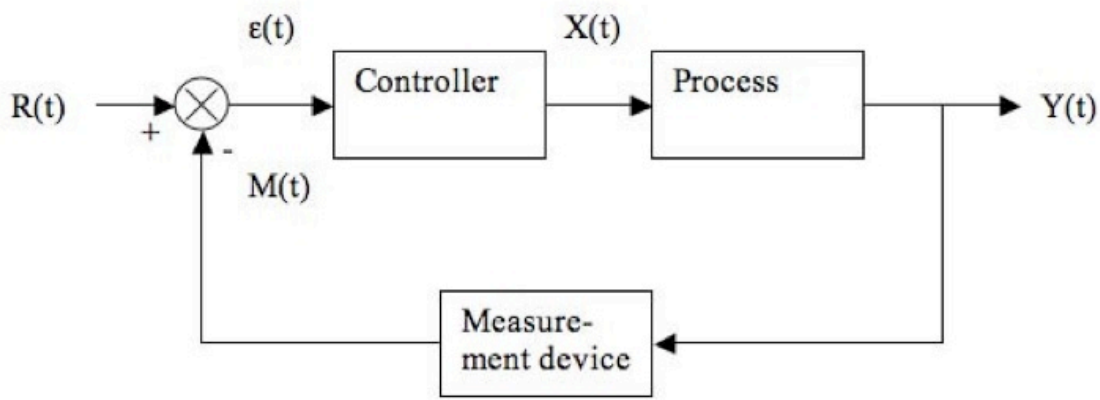 ε(t)
X(t)
Controller
Process
R(t)
Y(t)
+
-
M(t)
Measure-
ment device